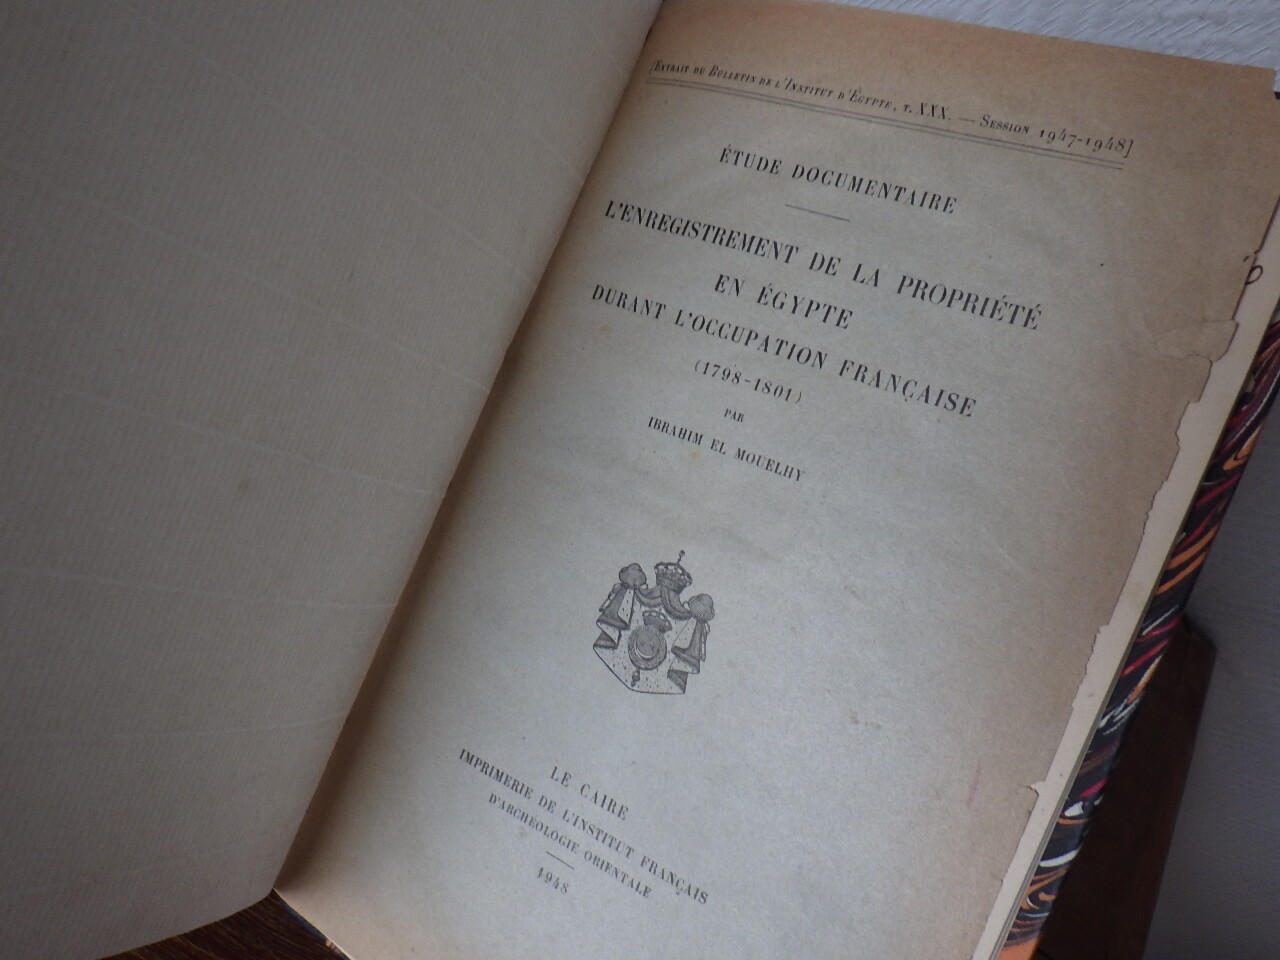 [Extrait du Bulletin de l'Institut d'Égypte, t. XXX. — Session 1947-1948]
ÉTUDE DOCUMENTAIRE
L'ENREGISTREMENT DE LA PROPRIÉTÉ
EN ÉGYPTE
DURANT L'OCCUPATION FRANÇAISE
(1798-1801)
PAR
IBRAHIM EL MOUELHY
LE CAIRE
IMPRIMERIE DE L'INSTITUT FRANÇAIS
D'ARCHÉOLOGIE ORIENTALE
1948